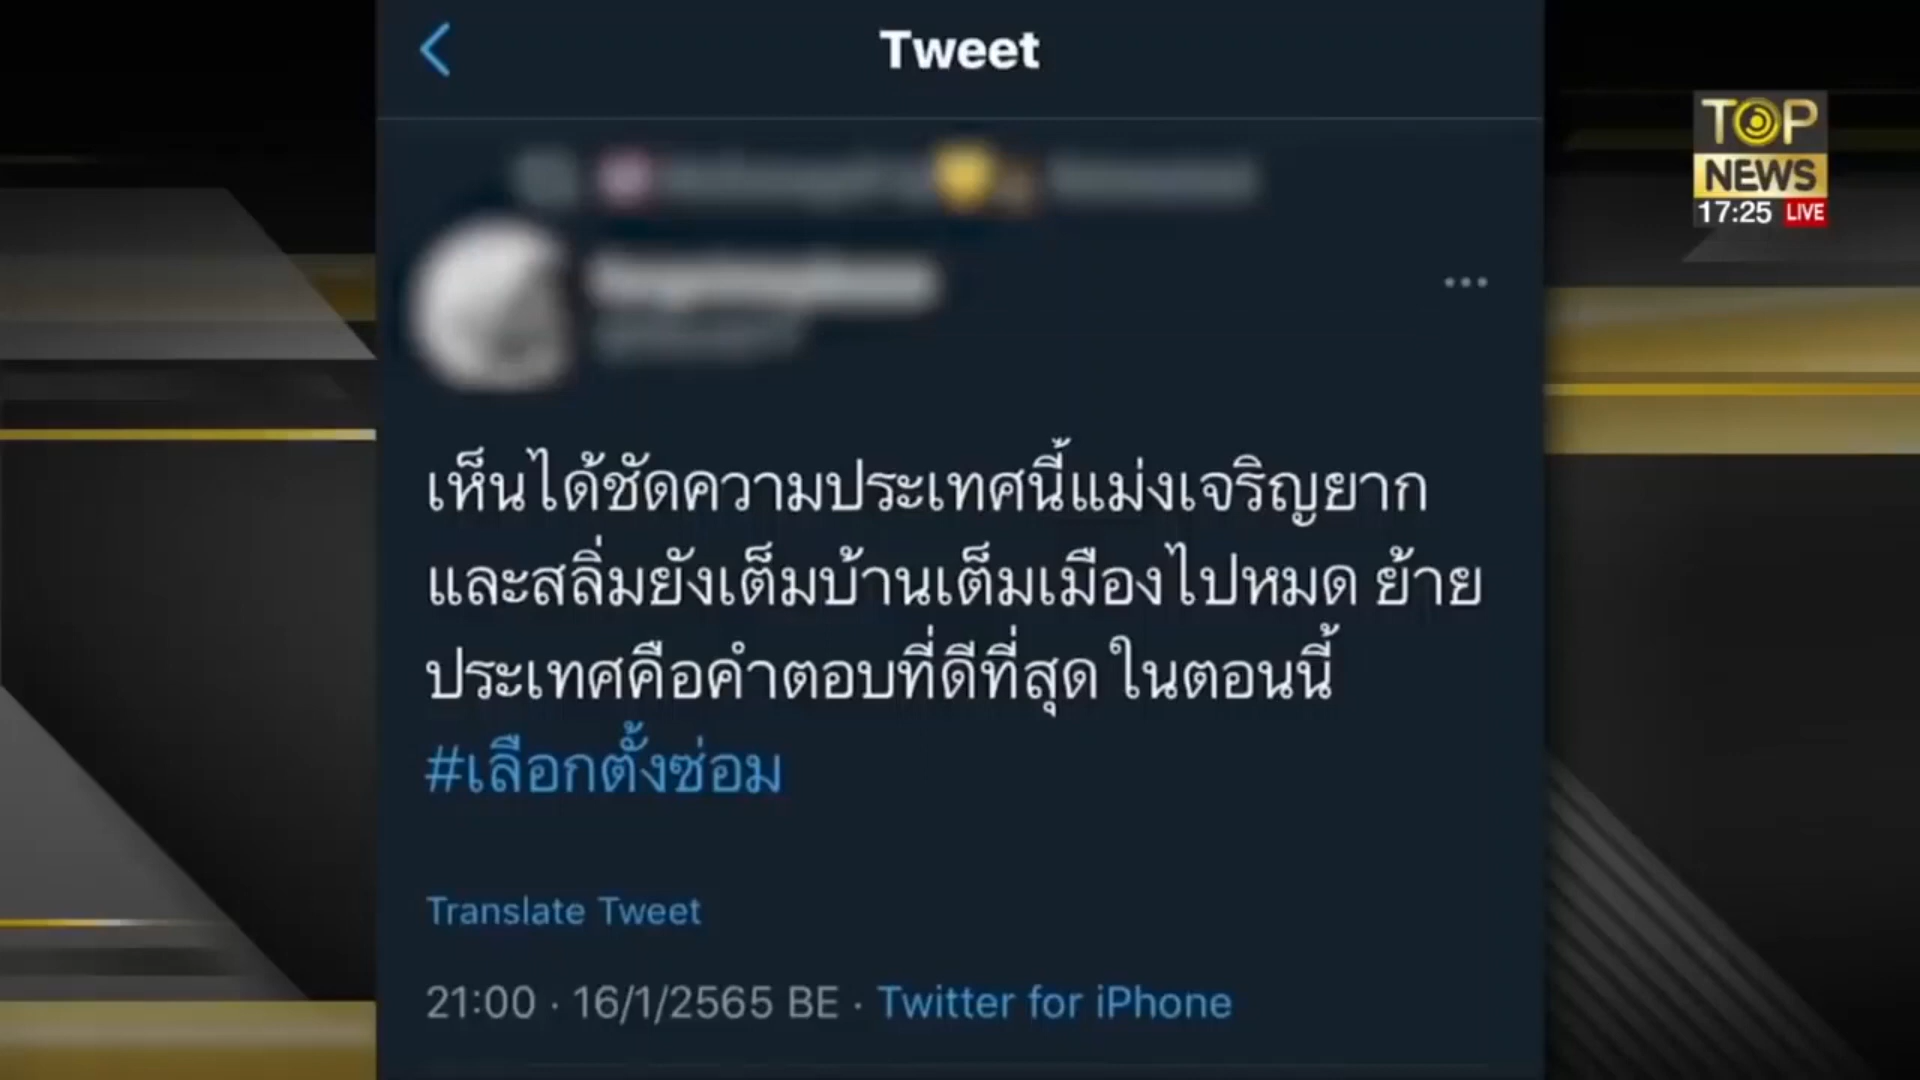 Tweet
TOP
NEWS
17:25 LIVE
เห็นได้ชัดความประเทศนี้แม่งเจริญยาก
และสลิ่มยังเต็มบ้านเต็มเมืองไปหมด ย้าย
ประเทศคือคำตอบที่ดีที่สุด ในตอนนี้
#เลือกตั้งซ่อม
Translate Tweet
21:00 · 16/1/2565 BE · Twitter for iPhone